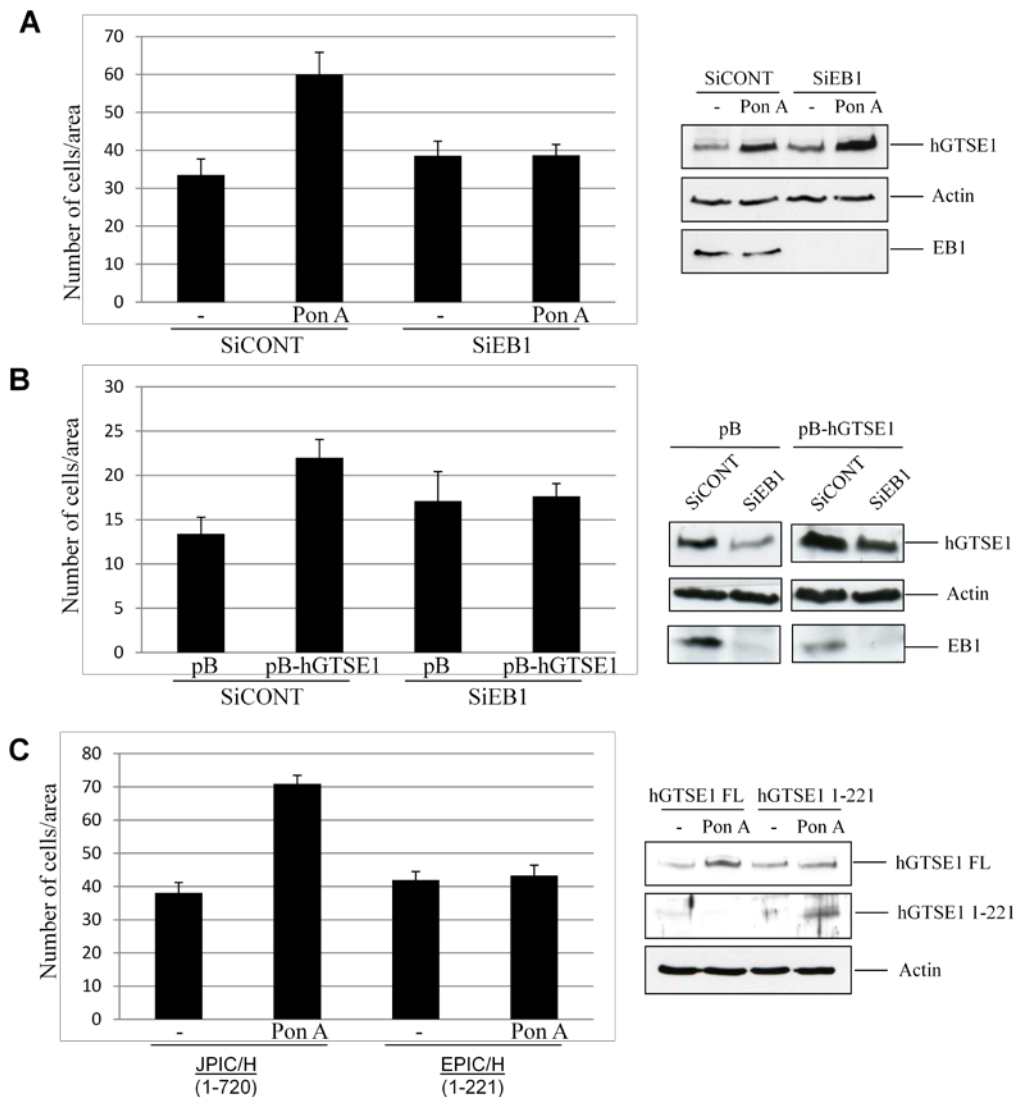 A
Number of cells/area
70
60
50
40
30
20
10
0
- Pon A - Pon A
SiCONT SiEB1
SiCONT SiEB1
- Pon A - Pon A
hGTSE1
Actin
EB1
B
Number of cells/area
30
25
20
15
10
5
0
pB pB-hGTSE1 pB pB-hGTSE1
SiCONT SiEB1
pB pB-hGTSE1
SiCONT SiEB1 SiCONT SiEB1
hGTSE1
Actin
EB1
C
Number of cells/area
80
70
60
50
40
30
20
10
0
- Pon A - Pon A
JPIC/H EPIC/H
(1-720) (1-221)
hGTSE1 FL hGTSE1 1-221
- Pon A - Pon A
hGTSE1 FL
hGTSE1 1-221
Actin